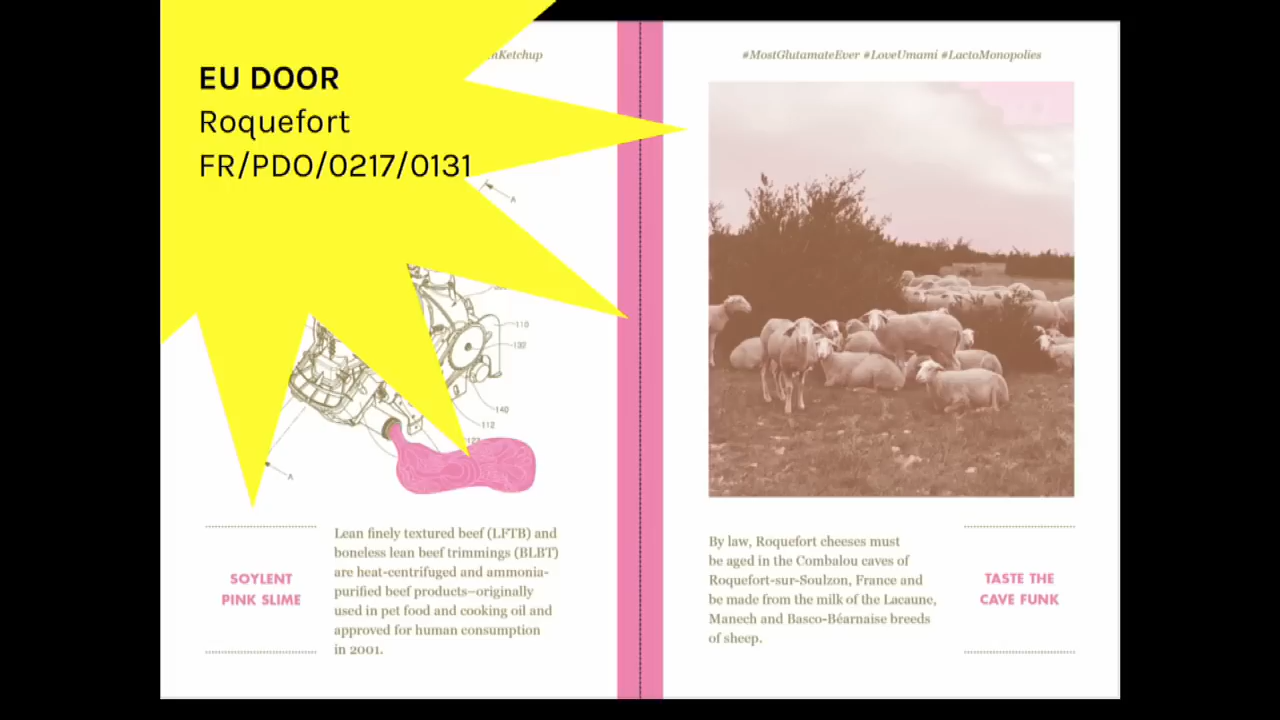 EU DOOR
Roquefort
FR/PDO/0217/0131
A
110
132
140
112
A
Lean finely textured beef (LFTB) and
boneless lean beef trimmings (BLBT)
are heat-centrifuged and ammonia-
purified beef products—originally
used in pet food and cooking oil and
approved for human consumption
in 2001.
SOYLENT
PINK SLIME
#MostGlutamateEver #LoveUmami #LactoMonopolies
By law, Roquefort cheeses must
be aged in the Combalou caves of
Roquefort-sur-Soulzon, France and
be made from the milk of the Lacaune,
Manech and Basco-Béarnaise breeds
of sheep.
TASTE THE
CAVE FUNK